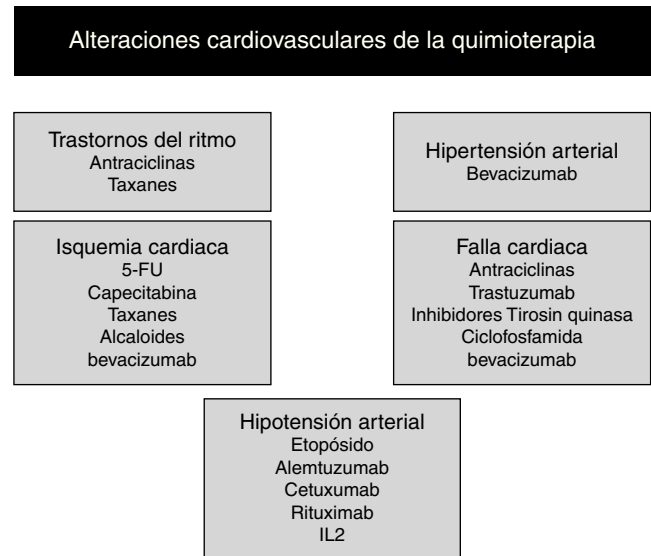 Alteraciones cardiovasculares de la quimioterapia
Trastornos del ritmo
Antraciclinas
Taxanes
Hipertensión arterial
Bevacizumab
Isquemia cardiaca
5-FU
Capecitabina
Taxanes
Alcaloides
bevacizumab
Falla cardiaca
Antraciclinas
Trastuzumab
Inhibidores Tirosin quinasa
Ciclofosfamida
bevacizumab
Hipotensión arterial
Etopósido
Alemtuzumab
Cetuxumab
Rituximab
IL2